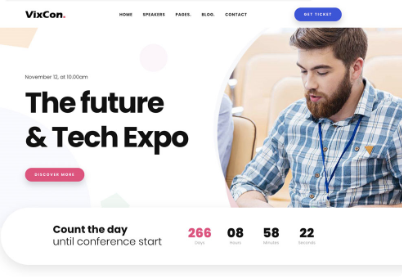 VixCon.
HOME SPEAKERS PAGES. BLOG. CONTACT
GET TICKET
November 12, at 10.00am
The future
& Tech Expo
DISCOVER MORE
Count the day
until conference start
266 08 58 22
Days Hours Minutes Seconds